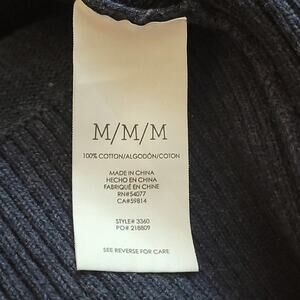 M/M/M
100% COTTON/ALGODÓN/COTON
MADE IN CHINA
HECHO EN CHINA
FABRIQUÉ EN CHINE
RN#54077
CA#59814
STYLE# 3360
PO# 218809
SEE REVERSE FOR CARE.